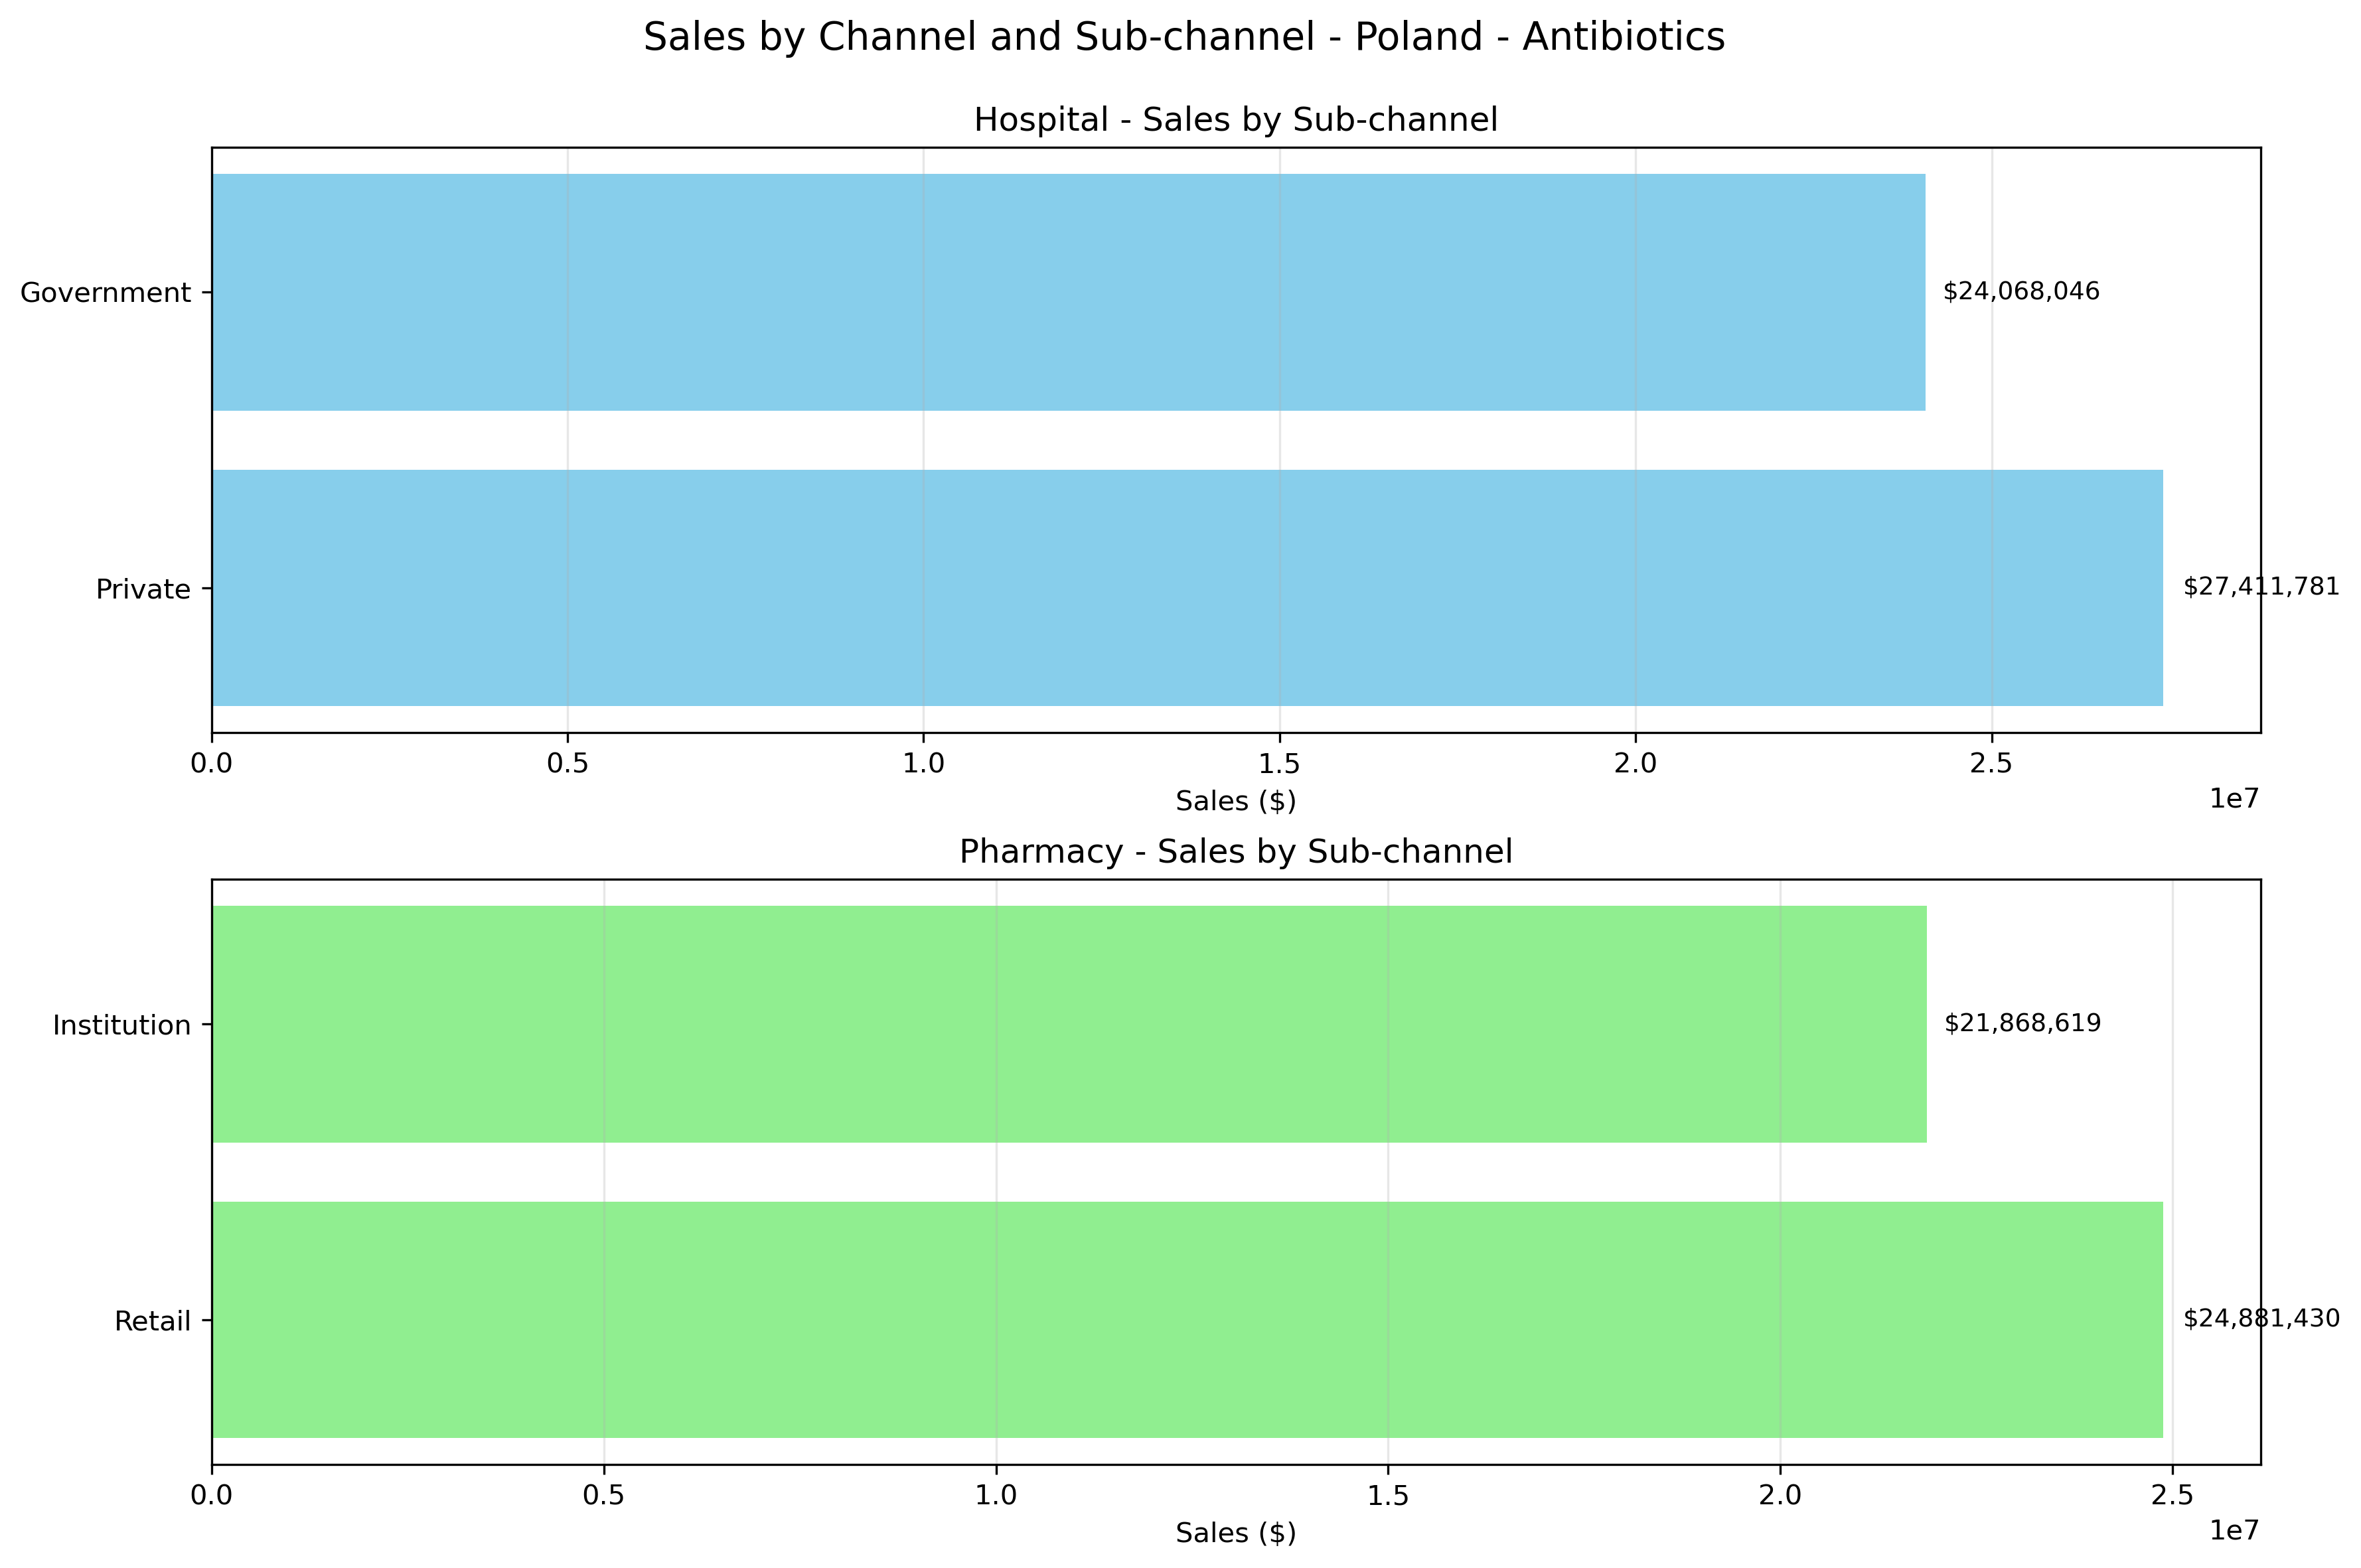 Sales by Channel and Sub-channel - Poland - Antibiotics
Hospital - Sales by Sub-channel
Government
$24,068,046
Private
$27,411,781
0.0 0.5 1.0 1.5 2.0 2.5
Sales ($)
1e7
Pharmacy - Sales by Sub-channel
Institution
$21,868,619
Retail
$24,881,430
0.0 0.5 1.0 1.5 2.0 2.5
Sales ($)
1e7